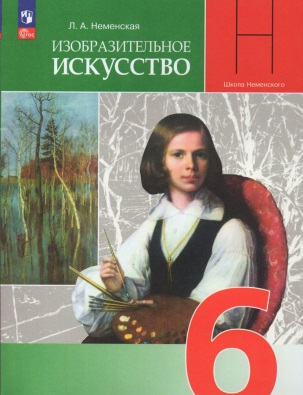 Л. А. Неменская
ИЗОБРАЗИТЕЛЬНОЕ
ИСКУССТВО
Н
Школа Неменского
6